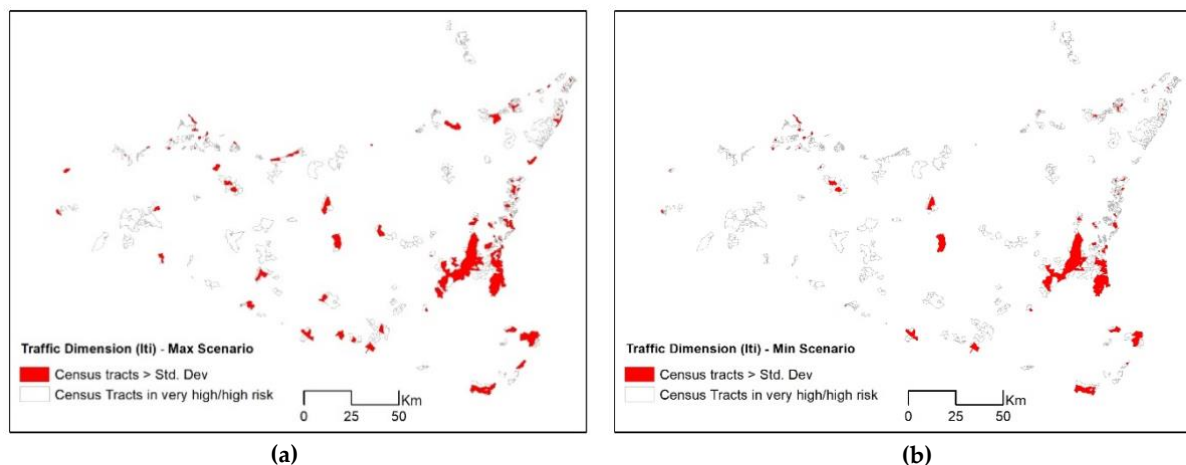 Traffic Dimension (Iti) - Max Scenario
Census tracts > Std. Dev
Census Tracts in very high/high risk
Km
0 25 50
(a)
Traffic Dimension (Iti) - Min Scenario
Census tracts > Std. Dev
Census Tracts in very high/high risk
Km
0 25 50
(b)